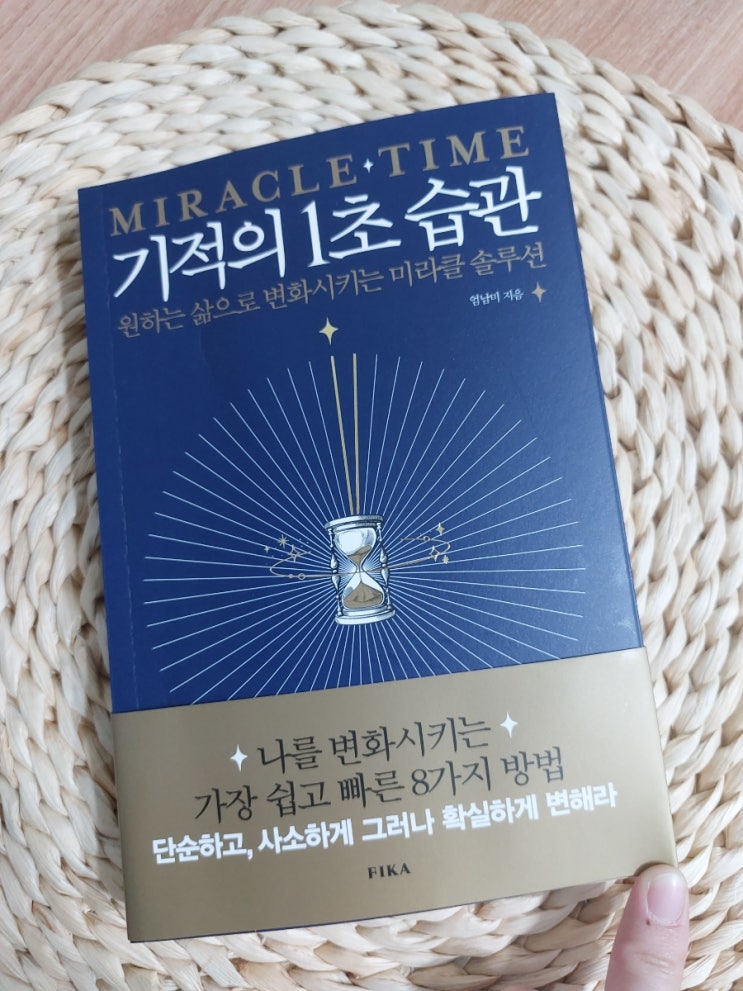 MIRACLE TIME
기적의 1초 습관
원하는 삶으로 변화시키는 미라클 솔루션
엄남미 지음
나를 변화시키는
가장 쉽고 빠른 8가지 방법
단순하고, 사소하게 그러나 확실하게 변해라
FIKA